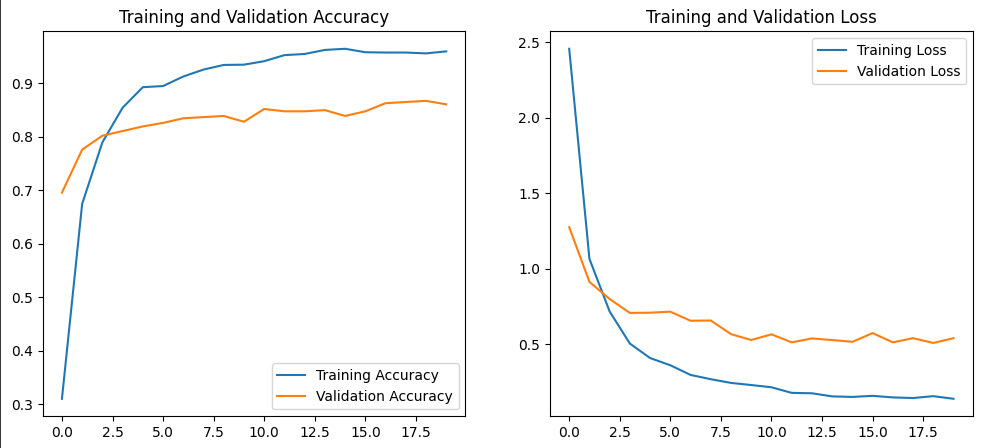 Training and Validation Accuracy
0.9
0.8
0.7
0.6
0.5
0.4
0.3
Training Accuracy
Validation Accuracy
0.0 2.5 5.0 7.5 10.0 12.5 15.0 17.5
Training and Validation Loss
2.5
2.0
1.5
1.0
0.5
Training Loss
Validation Loss
0.0 2.5 5.0 7.5 10.0 12.5 15.0 17.5